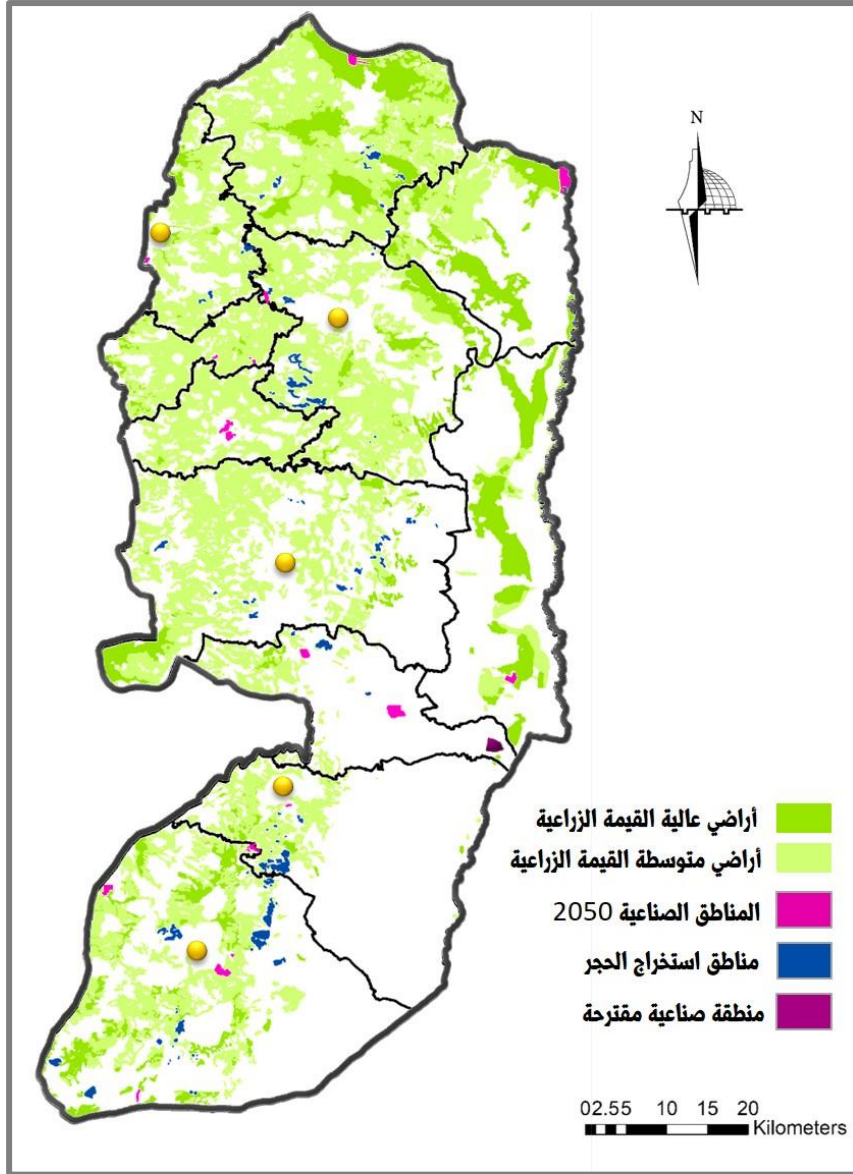 N
أراضي عالية القيمة الزراعية
أراضي متوسطة القيمة الزراعية
المناطق الصناعية 2050
مناطق استخراج الحجر
منطقة صناعية مقترحة
02.55 10 15 20
Kilometers